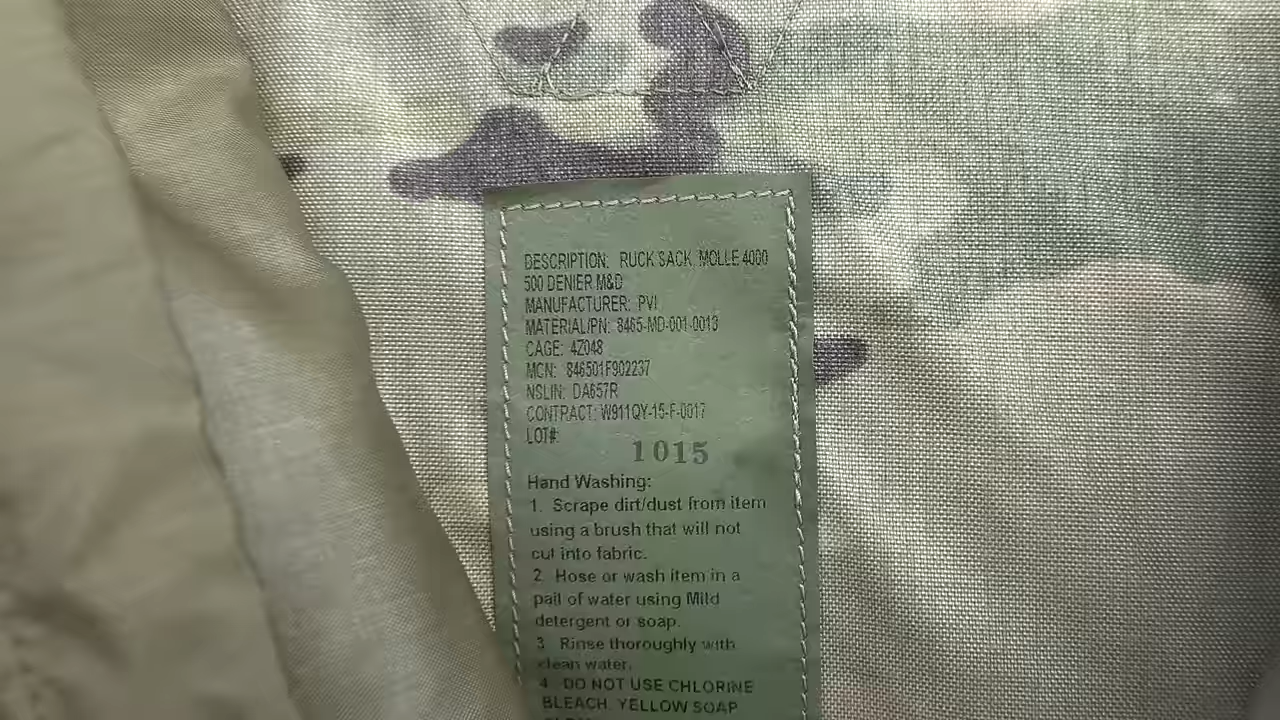 DESCRIPTION: RUCK SACK, MOLLE 4000
500 DENIER M&D
MANUFACTURER: PVI
MATERIAL/PN: 8465-MD-001-0013
CAGE: 4Z048
MCN: 846501F902237
NSLIN: DA657R
CONTRACT: W911QY-15-F-0017
LOT#:
1015
Hand Washing:
1. Scrape dirt/dust from item
using a brush that will not
cut into fabric.
2. Hose or wash item in a
pail of water using Mild
detergent or soap.
3. Rinse thoroughly with
clean water.
4. DO NOT USE CHLORINE
BLEACH, YELLOW SOAP